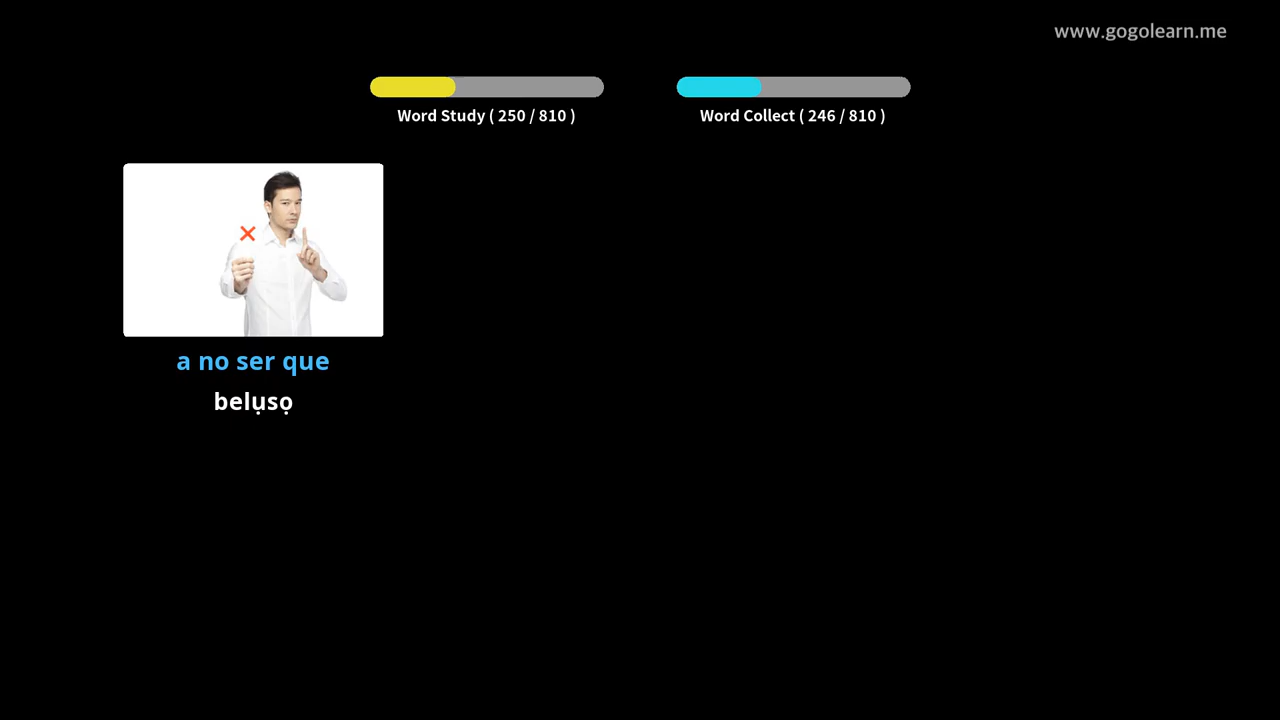 www.gogolearn.me
Word Study ( 250 / 810 )
Word Collect ( 246 / 810 )
a no ser que
belụsọ